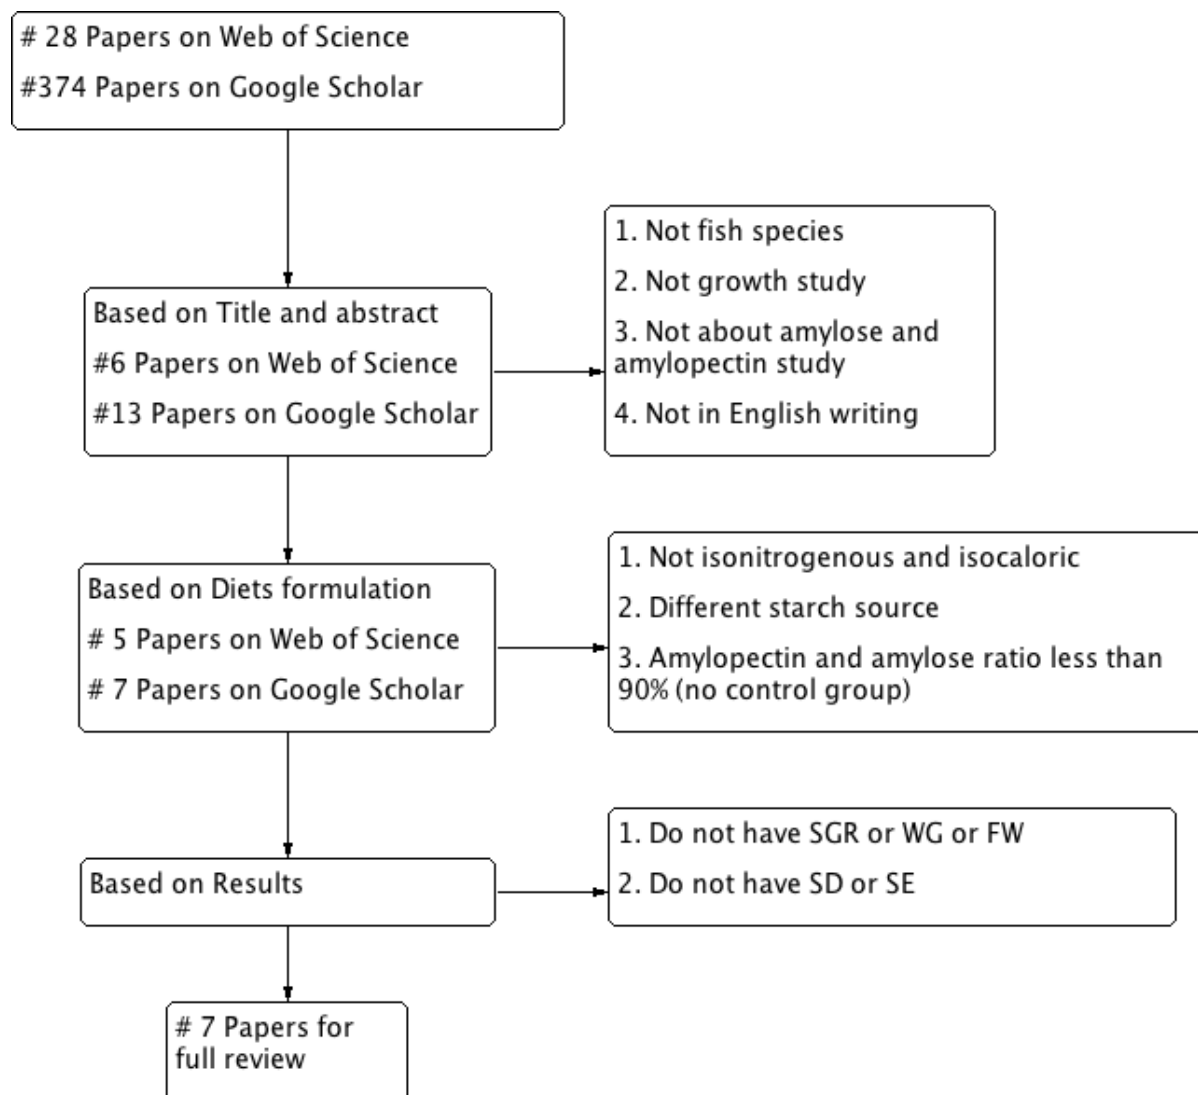 # 28 Papers on Web of Science
#374 Papers on Google Scholar
1. Not fish species
2. Not growth study
3. Not about amylose and
amylopectin study
4. Not in English writing
Based on Title and abstract
#6 Papers on Web of Science
#13 Papers on Google Scholar
1. Not isonitrogenous and isocaloric
2. Different starch source
3. Amylopectin and amylose ratio less than
90% (no control group)
Based on Diets formulation
# 5 Papers on Web of Science
# 7 Papers on Google Scholar
1. Do not have SGR or WG or FW
2. Do not have SD or SE
Based on Results
# 7 Papers for
full review